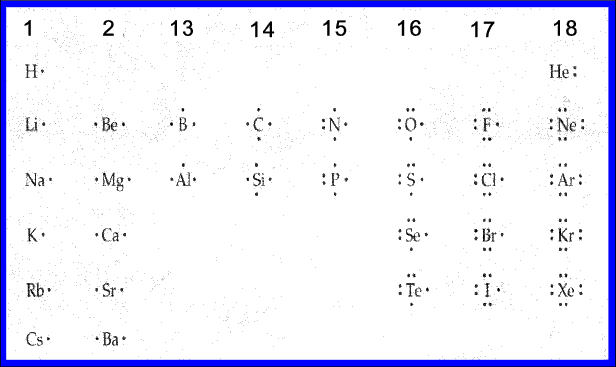 1 2 13 14 15 16 17 18
H He
Li Be B C N O F Ne
Na Mg Al Si P S Cl Ar
K Ca Se Br Kr
Rb Sr Te I Xe
Cs Ba